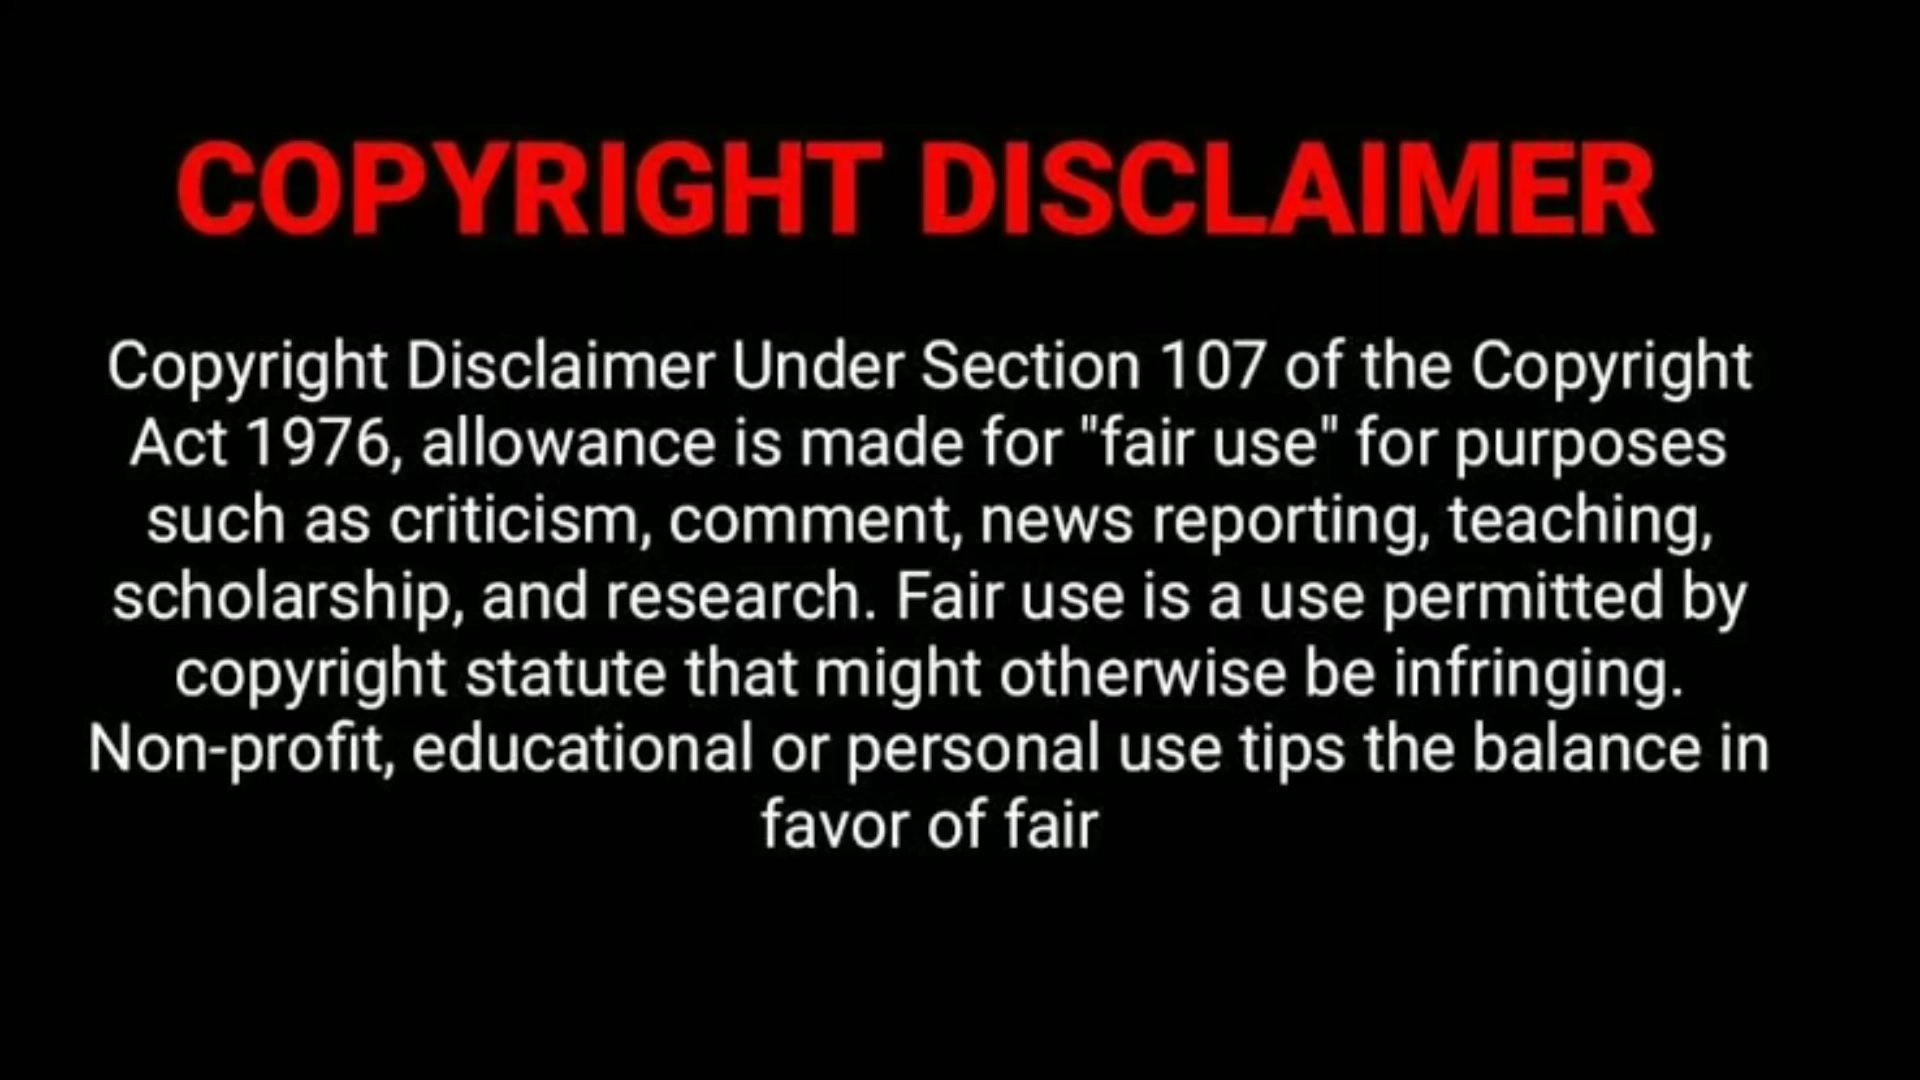 COPYRIGHT DISCLAIMER
Copyright Disclaimer Under Section 107 of the Copyright
Act 1976, allowance is made for "fair use" for purposes
such as criticism, comment, news reporting, teaching,
scholarship, and research. Fair use is a use permitted by
copyright statute that might otherwise be infringing.
Non-profit, educational or personal use tips the balance in
favor of fair